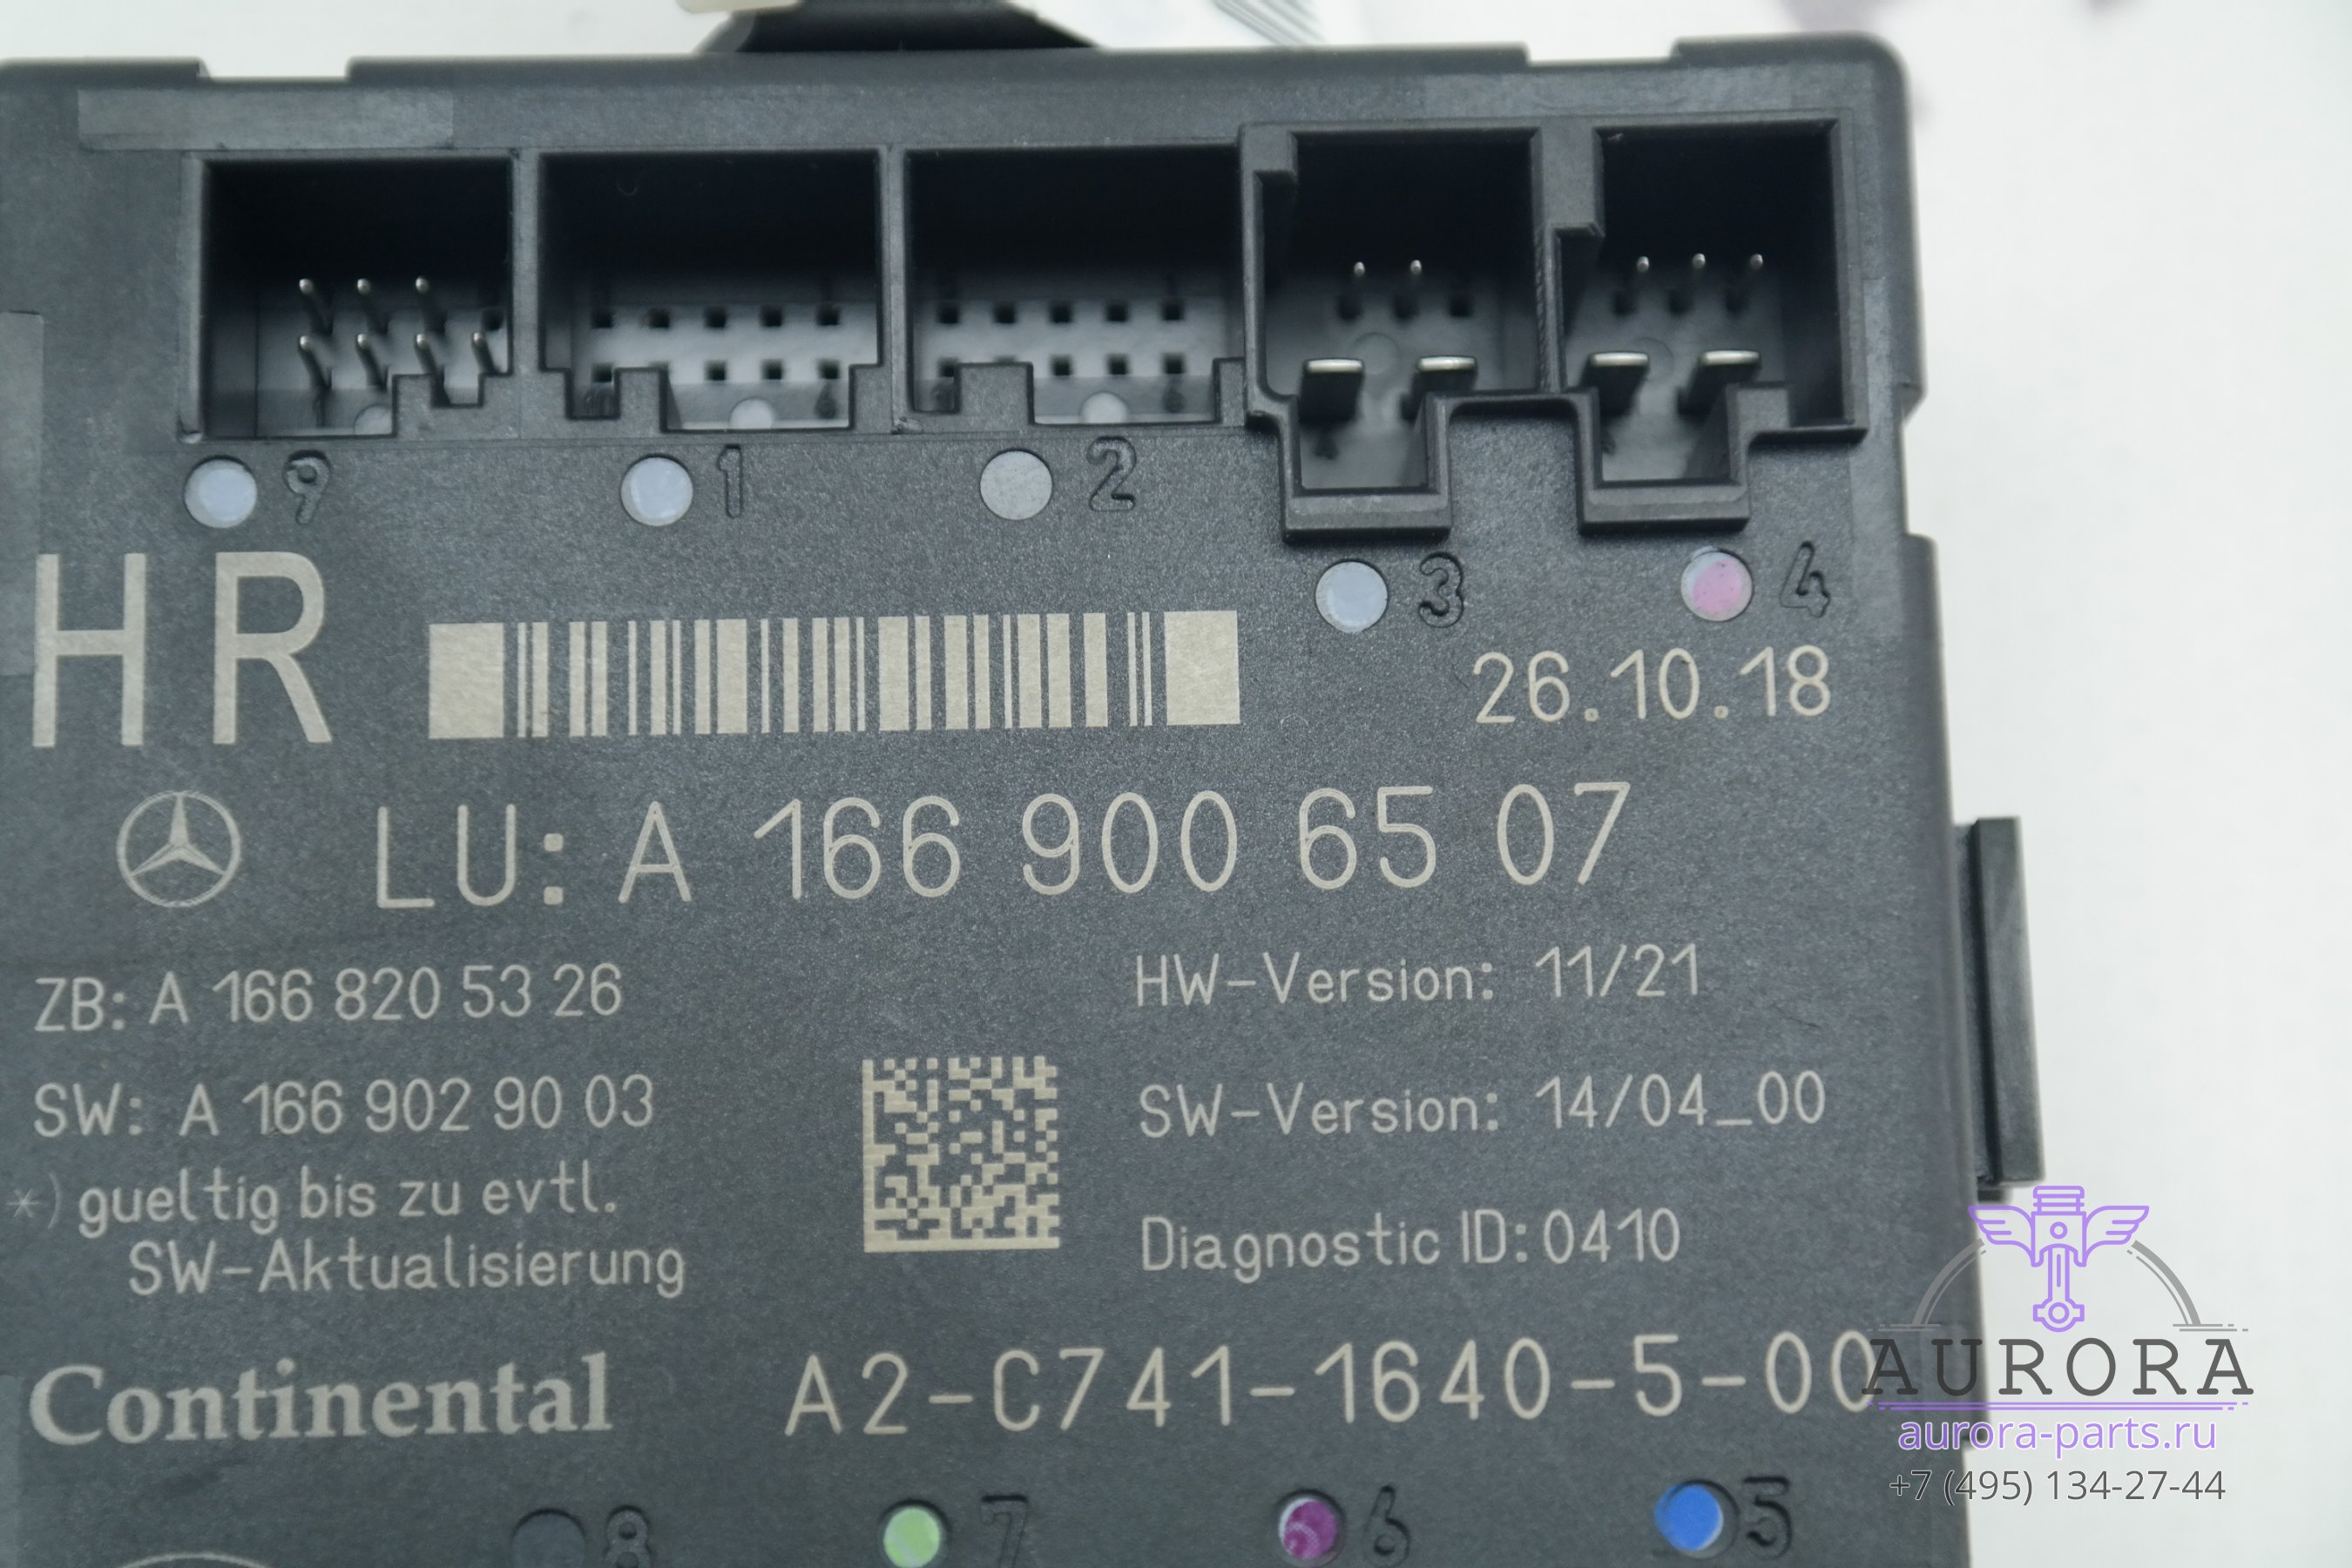 9 1 2
3 4
HR
26.10.18
LU: A 166 900 65 07
ZB: A 166 820 53 26
HW-Version: 11/21
SW: A 166 902 90 03
SW-Version: 14/04_00
*) gueltig bis zu evtl.
SW-Aktualisierung
Diagnostic ID: 0410
Continental A2-C741-1640-5-00
8 7 6 5
AURORA
aurora-parts.ru
+7 (495) 134-27-44